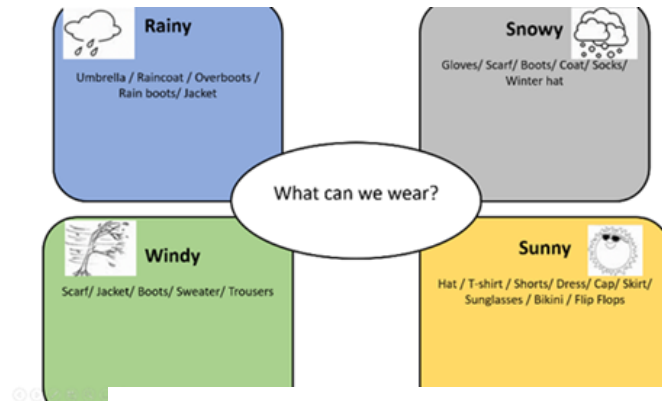 Rainy
Umbrella / Raincoat / Overboots /
Rain boots/ Jacket
Snowy
Gloves/ Scarf/ Boots/ Coat/ Socks/
Winter hat
What can we wear?
Windy
Scarf/ Jacket/ Boots/ Sweater/ Trousers
Sunny
Hat / T-shirt / Shorts/ Dress/ Cap/ Skirt/
Sunglasses / Bikini / Flip Flops